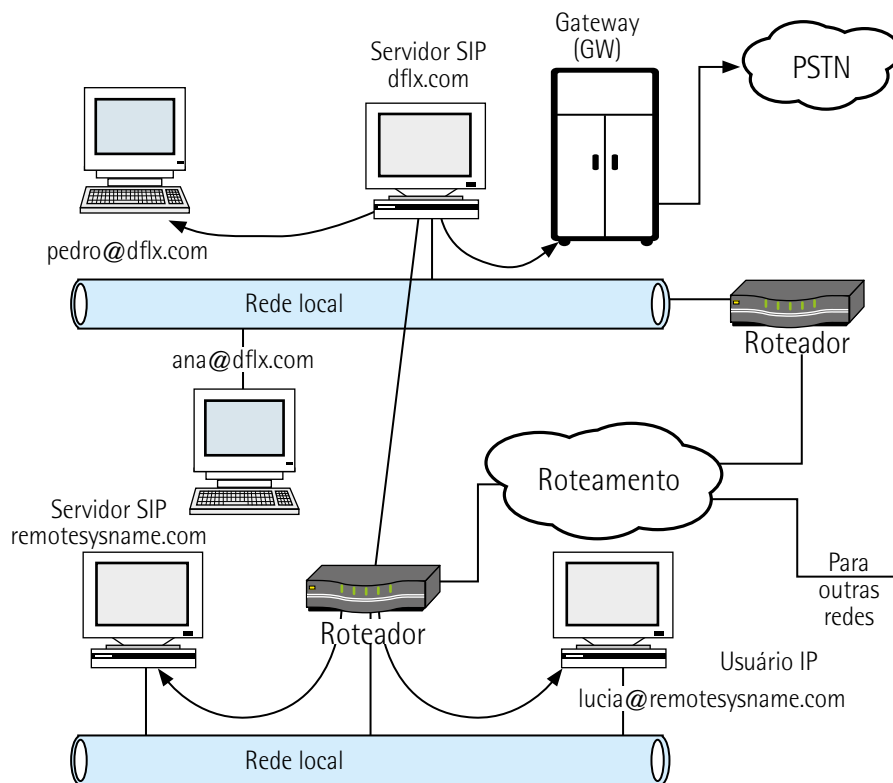 Gateway
(GW)
Servidor SIP
dflx.com
PSTN
pedro@dflx.com
Rede local
Roteador
ana@dflx.com
Roteamento
Servidor SIP
remotesysname.com
Para
outras
redes
Roteador
Usuário IP
lucia@remotesysname.com
Rede local